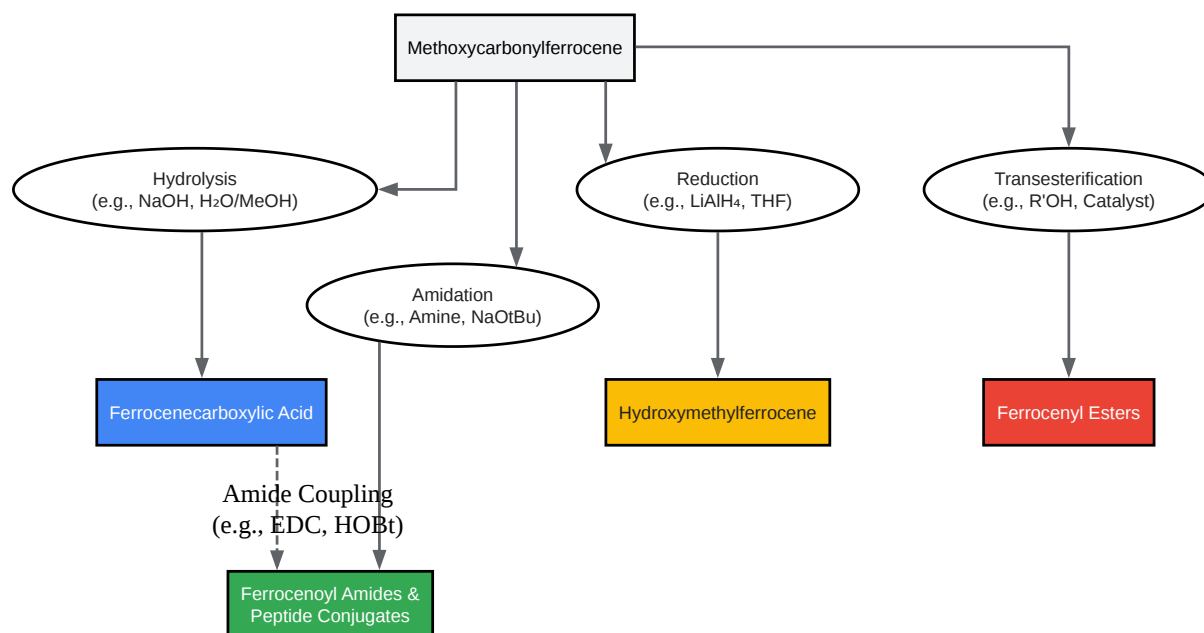 Methoxycarbonylferrocene
Hydrolysis
(e.g., NaOH, H₂O/MeOH)
Reduction
(e.g., LiAlH₄, THF)
Transesterification
(e.g., R'OH, Catalyst)
Amidation
(e.g., Amine, NaOtBu)
Ferrocenecarboxylic Acid
Hydroxymethylferrocene
Ferrocenyl Esters
Amide Coupling
(e.g., EDC, HOBt)
Ferrocenoyl Amides &
Peptide Conjugates